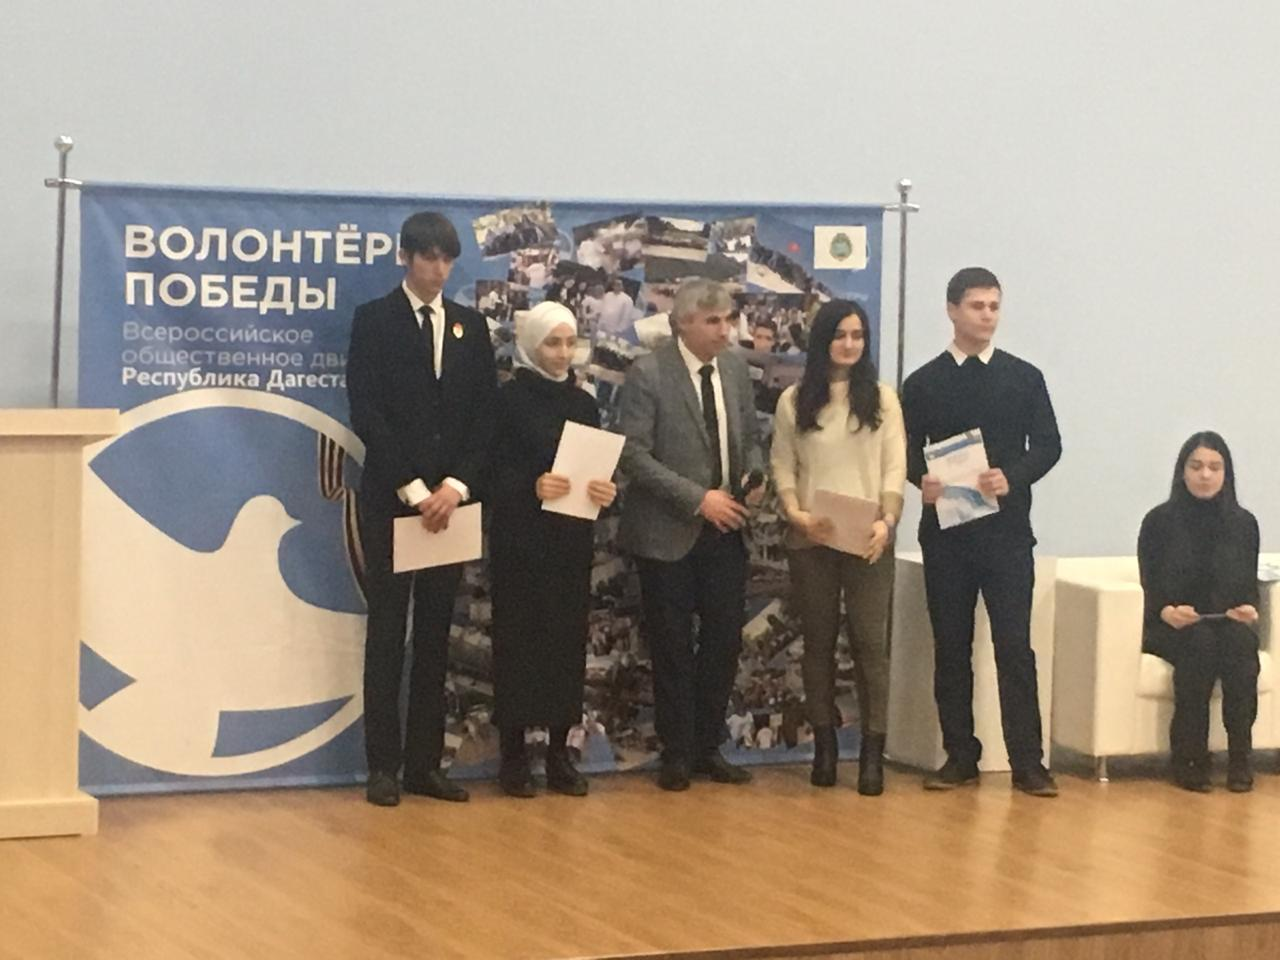 ВОЛОНТЁР
ПОБЕДЫ
Всероссийское
общественное дви
Республика Дагеста